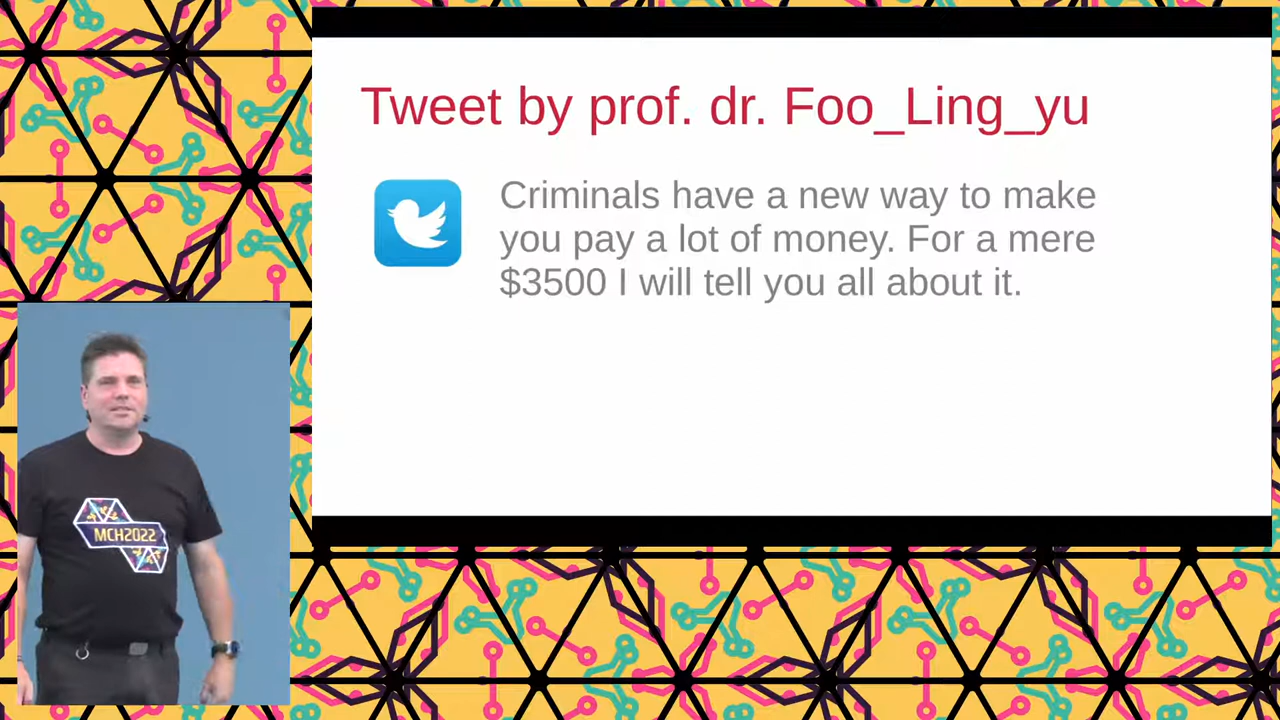 Tweet by prof. dr. Foo_Ling_yu
Criminals have a new way to make
you pay a lot of money. For a mere
$3500 I will tell you all about it.
MCH2022